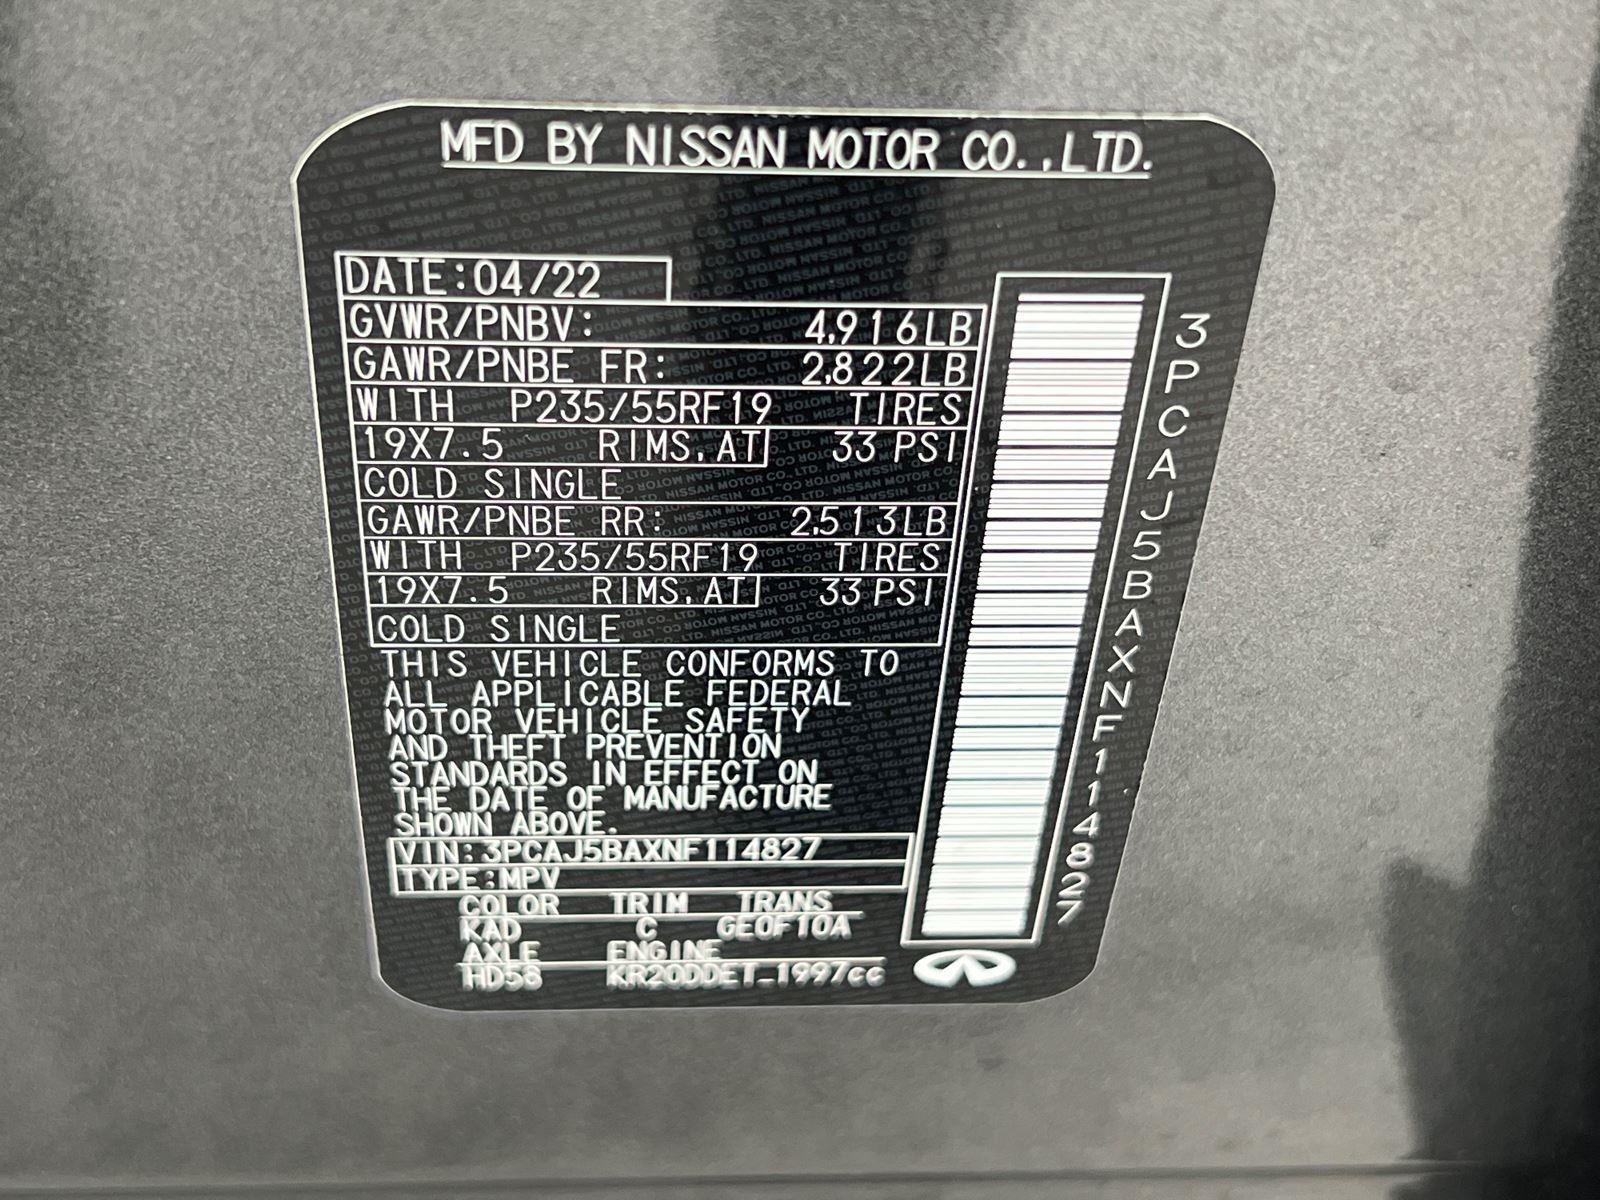 MFD BY NISSAN MOTOR CO.,LTD.
DATE:04/22
GVWR/PNBV: 4,916LB
GAWR/PNBE FR: 2,822LB
WITH P235/55RF19 TIRES
19X7.5 RIMS,AT 33 PSI
COLD SINGLE
GAWR/PNBE RR: 2,513LB
WITH P235/55RF19 TIRES
19X7.5 RIMS,AT 33 PSI
COLD SINGLE
THIS VEHICLE CONFORMS TO
ALL APPLICABLE FEDERAL
MOTOR VEHICLE SAFETY
AND THEFT PREVENTION
STANDARDS IN EFFECT ON
THE DATE OF MANUFACTURE
SHOWN ABOVE.
VIN:3PCAJ5BAXNF114827
TYPE:MPV
COLOR TRIM TRANS
KAD C GE0F10A
AXLE ENGINE
HD58 KR20DDET_1997cc
3PCAJ5BAXNF114827